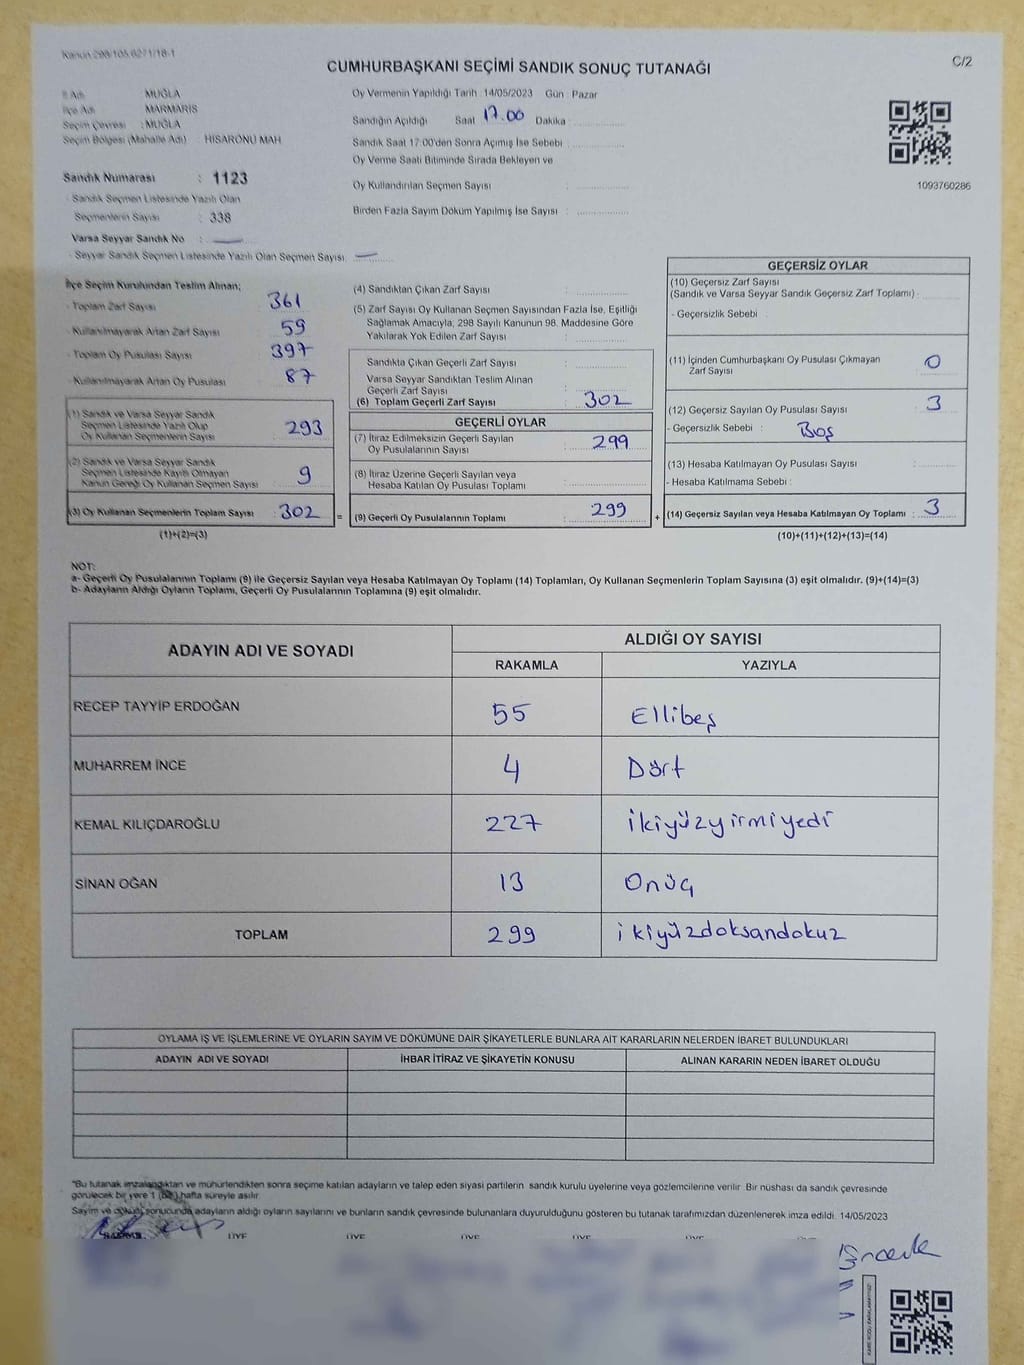 Kanun 298/105 6271/18-1
C/2
CUMHURBAŞKANI SEÇİMİ SANDIK SONUÇ TUTANAĞI
İl Adı MUĞLA
İlçe Adı MARMARİS
Seçim Çevresi : MUĞLA
Seçim Bölgesi (Mahalle Adı) HİSARÖNÜ MAH
Sandık Numarası : 1123
- Sandık Seçmen Listesinde Yazılı Olan
Seçmenlerin Sayısı : 338
Varsa Seyyar Sandık No :
- Seyyar Sandık Seçmen Listesinde Yazılı Olan Seçmen Sayısı:
Oy Vermenin Yapıldığı Tarih : 14/05/2023 Gün : Pazar
Sandığın Açıldığı Saat 17.00 Dakika :
Sandık Saat 17:00'den Sonra Açımış İse Sebebi :
Oy Verme Saati Bitiminde Sırada Bekleyen ve
Oy Kullandırılan Seçmen Sayısı :
Birden Fazla Sayım Döküm Yapılmış İse Sayısı :
1093760286
İlçe Seçim Kurulundan Teslim Alınan;
- Toplam Zarf Sayısı 361
- Kullanılmayarak Artan Zarf Sayısı 59
- Toplam Oy Pusulası Sayısı 397
- Kullanılmayarak Artan Oy Pusulası 87
(1) Sandık ve Varsa Seyyar Sandık
Seçmen Listesinde Yazılı Olup
Oy Kullanan Seçmenlerin Sayısı 293
(2) Sandık ve Varsa Seyyar Sandık
Seçmen Listesinde Kayıtlı Olmayan
Kanun Gereği Oy Kullanan Seçmen Sayısı : 9
(3) Oy Kullanan Seçmenlerin Toplam Sayısı 302
(1)+(2)=(3)
=
(4) Sandıktan Çıkan Zarf Sayısı :
(5) Zarf Sayısı Oy Kullanan Seçmen Sayısından Fazla İse, Eşitliği
Sağlamak Amacıyla, 298 Sayılı Kanunun 98. Maddesine Göre
Yakılarak Yok Edilen Zarf Sayısı :
Sandıkta Çıkan Geçerli Zarf Sayısı :
Varsa Seyyar Sandıktan Teslim Alınan
Geçerli Zarf Sayısı :
(6) Toplam Geçerli Zarf Sayısı : 302
GEÇERLİ OYLAR
(7) İtiraz Edilmeksizin Geçerli Sayılan
Oy Pusulalarının Sayısı : 299
(8) İtiraz Üzerine Geçerli Sayılan veya
Hesaba Katılan Oy Pusulası Toplamı :
(9) Geçerli Oy Pusulalarının Toplamı : 299
+
GEÇERSİZ OYLAR
(10) Geçersiz Zarf Sayısı
(Sandık ve Varsa Seyyar Sandık Geçersiz Zarf Toplamı) :
- Geçersizlik Sebebi :
(11) İçinden Cumhurbaşkanı Oy Pusulası Çıkmayan
Zarf Sayısı : 0
(12) Geçersiz Sayılan Oy Pusulası Sayısı : 3
- Geçersizlik Sebebi : Boş
(13) Hesaba Katılmayan Oy Pusulası Sayısı :
- Hesaba Katılmama Sebebi :
(14) Geçersiz Sayılan veya Hesaba Katılmayan Oy Toplamı : 3
(10)+(11)+(12)+(13)=(14)
NOT:
a- Geçerli Oy Pusulalarının Toplamı (9) ile Geçersiz Sayılan veya Hesaba Katılmayan Oy Toplamı (14) Toplamları, Oy Kullanan Seçmenlerin Toplam Sayısına (3) eşit olmalıdır. (9)+(14)=(3)
b- Adayların Aldığı Oyların Toplamı, Geçerli Oy Pusulalarının Toplamına (9) eşit olmalıdır.
ADAYIN ADI VE SOYADI
ALDIĞI OY SAYISI
RAKAMLA YAZIYLA
RECEP TAYYİP ERDOĞAN 55 Ellibeş
MUHARREM İNCE 4 Dört
KEMAL KILIÇDAROĞLU 227 ikiyüzyirmiyedi
SİNAN OĞAN 13 Onüç
TOPLAM 299 ikiyüzdoksandokuz
OYLAMA İŞ VE İŞLEMLERİNE VE OYLARIN SAYIM VE DÖKÜMÜNE DAİR ŞİKAYETLERLE BUNLARA AİT KARARLARIN NELERDEN İBARET BULUNDUKLARI
ADAYIN ADI VE SOYADI İHBAR İTİRAZ VE ŞİKAYETİN KONUSU ALINAN KARARIN NEDEN İBARET OLDUĞU
*Bu tutanak imzalandıktan ve mühürlendikten sonra seçime katılan adayların ve talep eden siyasi partilerin sandık kurulu üyelerine veya gözlemcilerine verilir. Bir nüshası da sandık çevresinde
görülecek bir yere 1 (bir) hafta süreyle asılır.
Sayım ve döküm sonucunda adayların aldığı oyların sayılarını ve bunların sandık çevresinde bulunanlara duyurulduğunu gösteren bu tutanak tarafımızdan düzenlenerek imza edildi. 14/05/2023
ÜYE ÜYE ÜYE ÜYE ÜYE